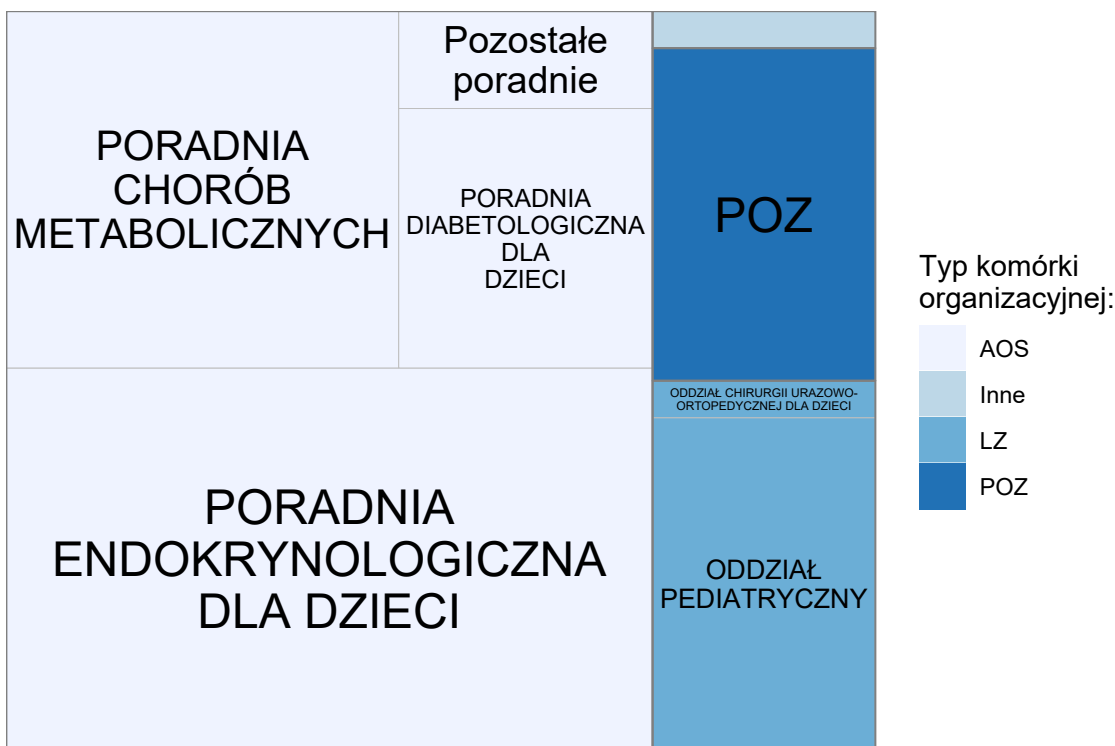 Pozostałe
poradnie
PORADNIA
CHORÓB
METABOLICZNYCH
PORADNIA
DIABETOLOGICZNA
DLA
DZIECI
POZ
ODDZIAŁ CHIRURGII URAZOWO-
ORTOPEDYCZNEJ DLA DZIECI
PORADNIA
ENDOKRYNOLOGICZNA
DLA DZIECI
ODDZIAŁ
PEDIATRYCZNY
Typ komórki
organizacyjnej:
AOS
Inne
LZ
POZ